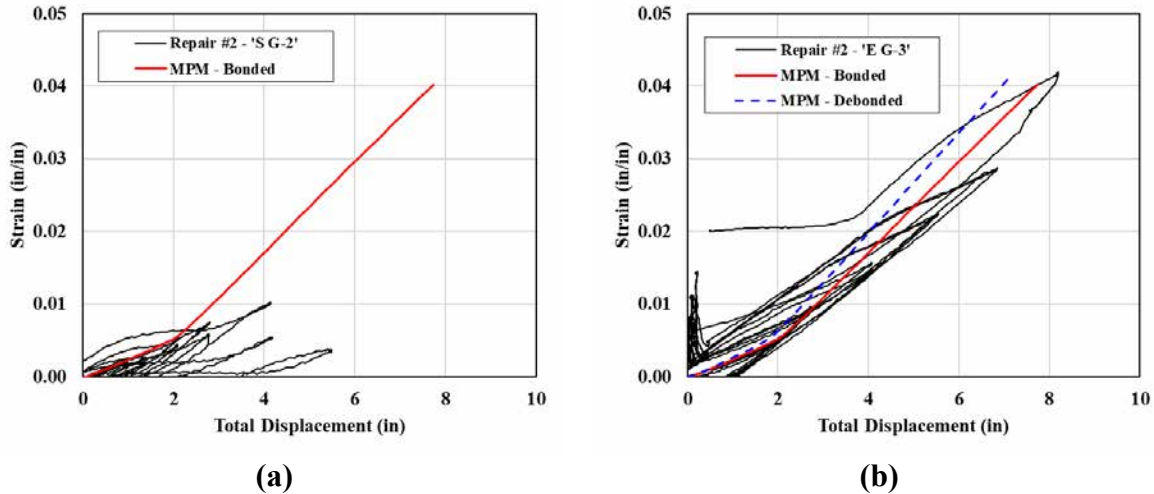 0.05
0.04
0.03
0.02
0.01
0.00
Strain (in/in)
Repair #2 - 'S G-2'
MPM - Bonded
0 2 4 6 8 10
Total Displacement (in)
(a)
0.05
0.04
0.03
0.02
0.01
0.00
Strain (in/in)
Repair #2 - 'E G-3'
MPM - Bonded
MPM - Debonded
0 2 4 6 8 10
Total Displacement (in)
(b)